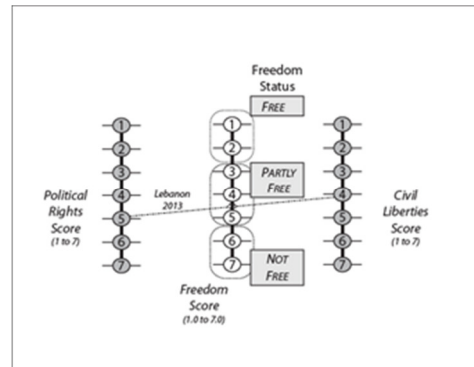 Freedom
Status
FREE
1 1 1
2 2 2
3 3 3
PARTLY
FREE
4 4 4
5 5 5
6 6 6
7 7 7
NOT
FREE
Political
Rights
Score
(1 to 7)
Lebanon
2013
Civil
Liberties
Score
(1 to 7)
Freedom
Score
(1.0 to 7.0)